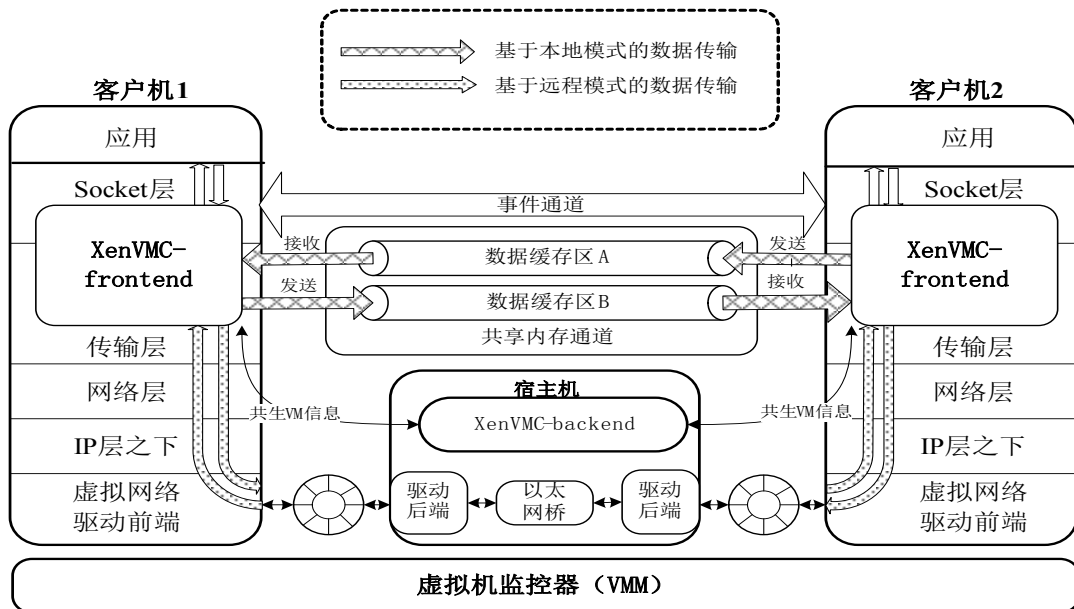 基于本地模式的数据传输
基于远程模式的数据传输
客户机1
客户机2
应用
应用
Socket层
Socket层
事件通道
XenVMC-
frontend
XenVMC-
frontend
接收
数据缓存区 A
发送
发送
数据缓存区B
接收
共享内存通道
传输层
传输层
网络层
网络层
宿主机
共生VM信息
XenVMC-backend
共生VM信息
IP层之下
IP层之下
虚拟网络
驱动前端
驱动
后端
以太
网桥
驱动
后端
虚拟网络
驱动前端
虚拟机监控器（VMM）